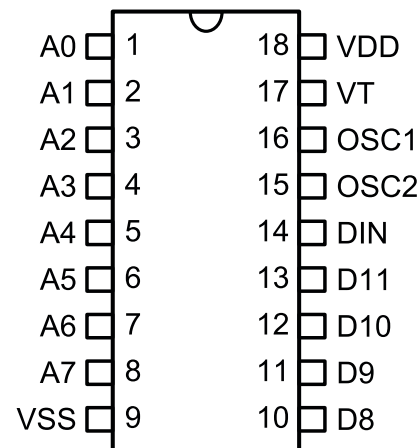 A0 1 18 VDD
A1 2 17 VT
A2 3 16 OSC1
A3 4 15 OSC2
A4 5 14 DIN
A5 6 13 D11
A6 7 12 D10
A7 8 11 D9
VSS 9 10 D8